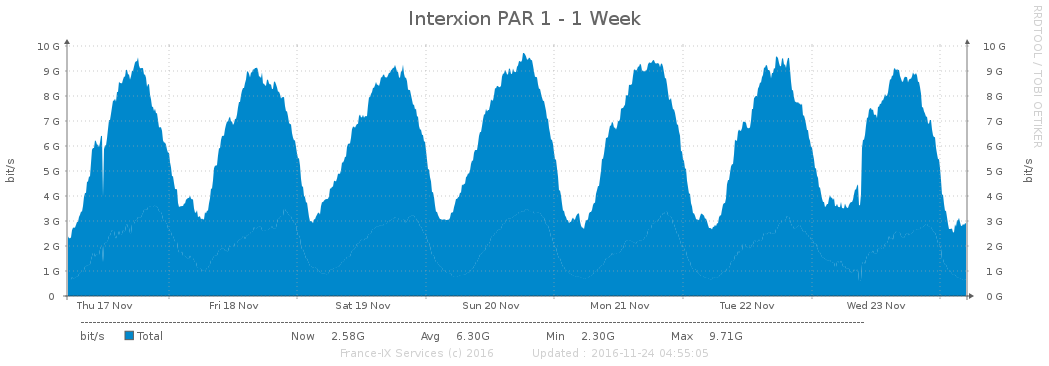 Interxion PAR 1 - 1 Week
RRDTOOL / TOBI OETIKER
bit/s
10 G
9 G
8 G
7 G
6 G
5 G
4 G
3 G
2 G
1 G
0
10 G
9 G
8 G
7 G
6 G
5 G
4 G
3 G
2 G
1 G
0 G
bit/s
Thu 17 Nov Fri 18 Nov Sat 19 Nov Sun 20 Nov Mon 21 Nov Tue 22 Nov Wed 23 Nov
bit/s Total Now 2.58G Avg 6.30G Min 2.30G Max 9.71G
France-IX Services (c) 2016 Updated : 2016-11-24 04:55:05